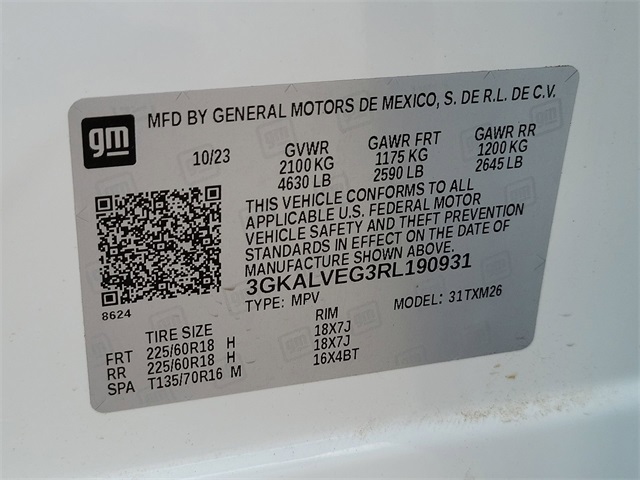 gm
MFD BY GENERAL MOTORS DE MEXICO, S. DE R.L. DE C.V.
10/23 GVWR GAWR FRT GAWR RR
2100 KG 1175 KG 1200 KG
4630 LB 2590 LB 2645 LB
THIS VEHICLE CONFORMS TO ALL
APPLICABLE U.S. FEDERAL MOTOR
VEHICLE SAFETY AND THEFT PREVENTION
STANDARDS IN EFFECT ON THE DATE OF
MANUFACTURE SHOWN ABOVE.
3GKALVEG3RL190931
8624 TYPE: MPV MODEL: 31TXM26
TIRE SIZE RIM
FRT 225/60R18 H 18X7J
RR 225/60R18 H 18X7J
SPA T135/70R16 M 16X4BT